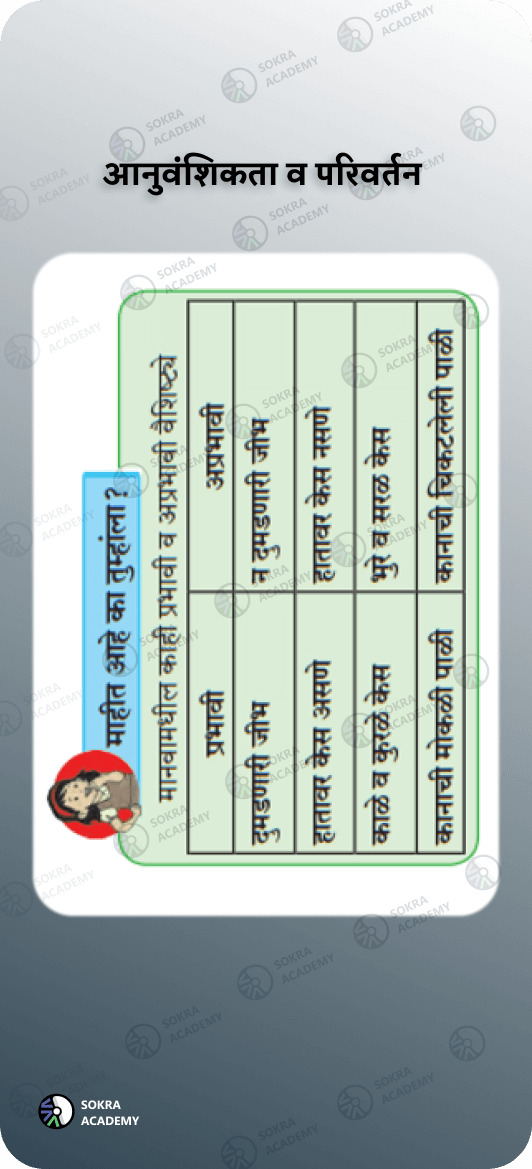 आनुवंशिकता व परिवर्तन
माहीत आहे का तुम्हांला ?
मानवामधील काही प्रभावी व अप्रभावी वैशिष्ट्ये
प्रभावी अप्रभावी
दुमडणारी जीभ न दुमडणारी जीभ
हातावर केस असणे हातावर केस नसणे
काळे व कुरळे केस भुरे व सरळ केस
कानाची मोकळी पाळी कानाची चिकटलेली पाळी
SOKRA
ACADEMY